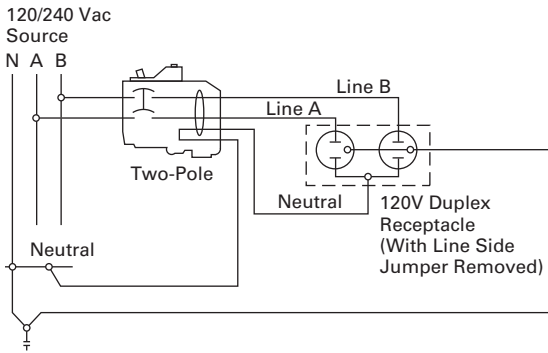 120/240 Vac
Source
N A B
Line B
Line A
Two-Pole
Neutral
120V Duplex
Receptacle
(With Line Side
Jumper Removed)
Neutral